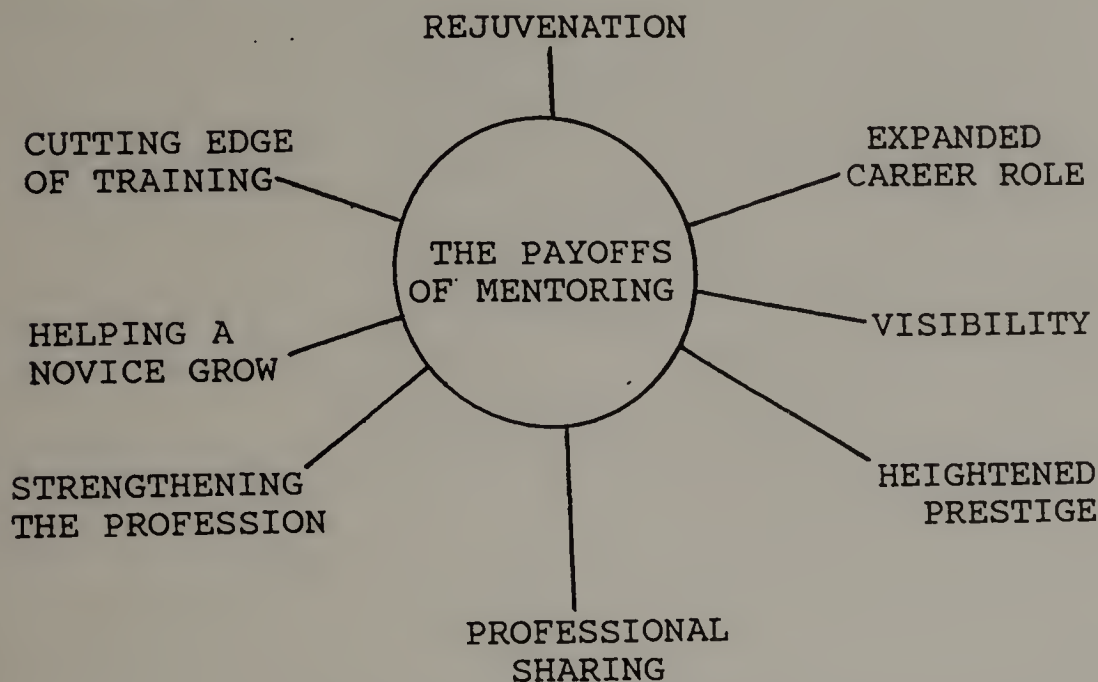 REJUVENATION
CUTTING EDGE
OF TRAINING
EXPANDED
CAREER ROLE
THE PAYOFFS
OF MENTORING
HELPING A
NOVICE GROW
VISIBILITY
STRENGTHENING
THE PROFESSION
HEIGHTENED
PRESTIGE
PROFESSIONAL
SHARING